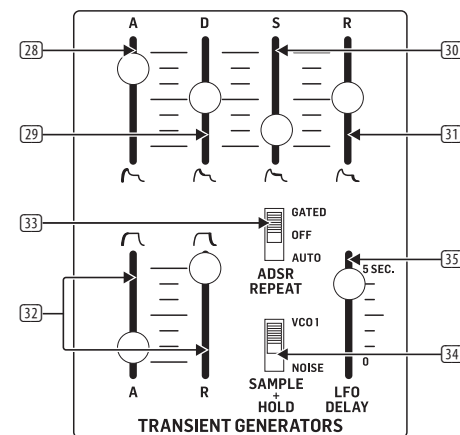 A D S R
28
30
29
31
33
GATED
OFF
AUTO
ADSR
REPEAT
35
5 SEC.
32
VCO 1
34
0
NOISE
A R
SAMPLE
+
HOLD
LFO
DELAY
TRANSIENT GENERATORS